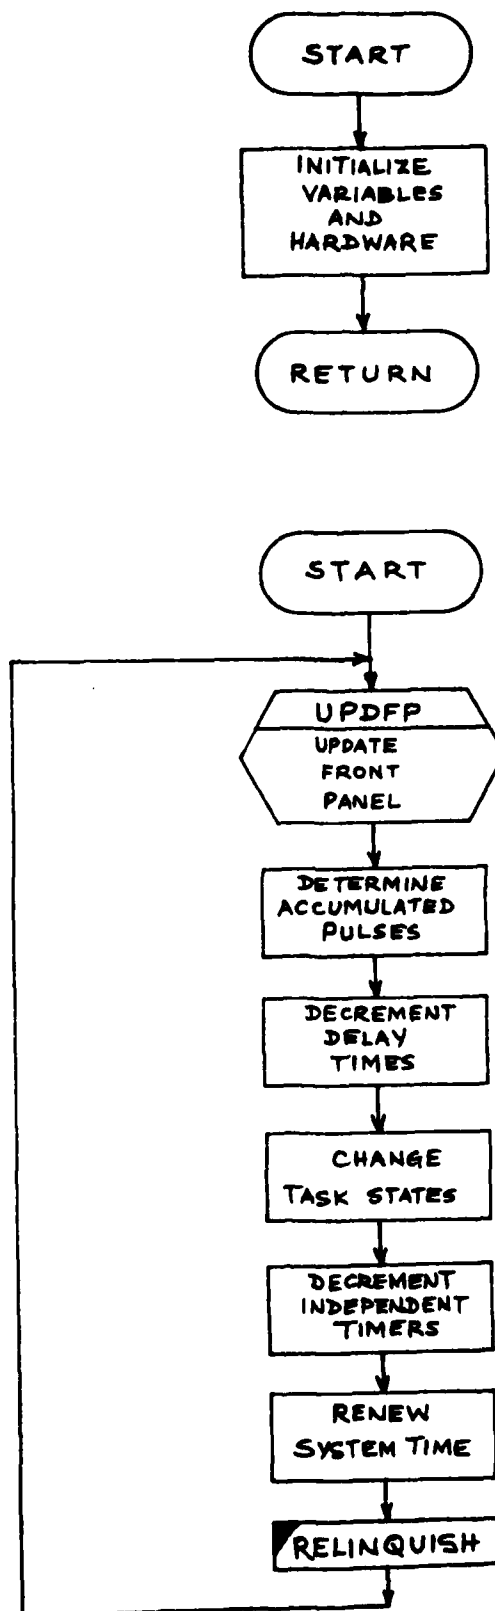 START
INITIALIZE
VARIABLES
AND
HARDWARE
RETURN
START
UPDFP
UPDATE
FRONT
PANEL
DETERMINE
ACCUMULATED
PULSES
DECREMENT
DELAY
TIMES
CHANGE
TASK STATES
DECREMENT
INDEPENDENT
TIMERS
RENEW
SYSTEM TIME
RELINQUISH